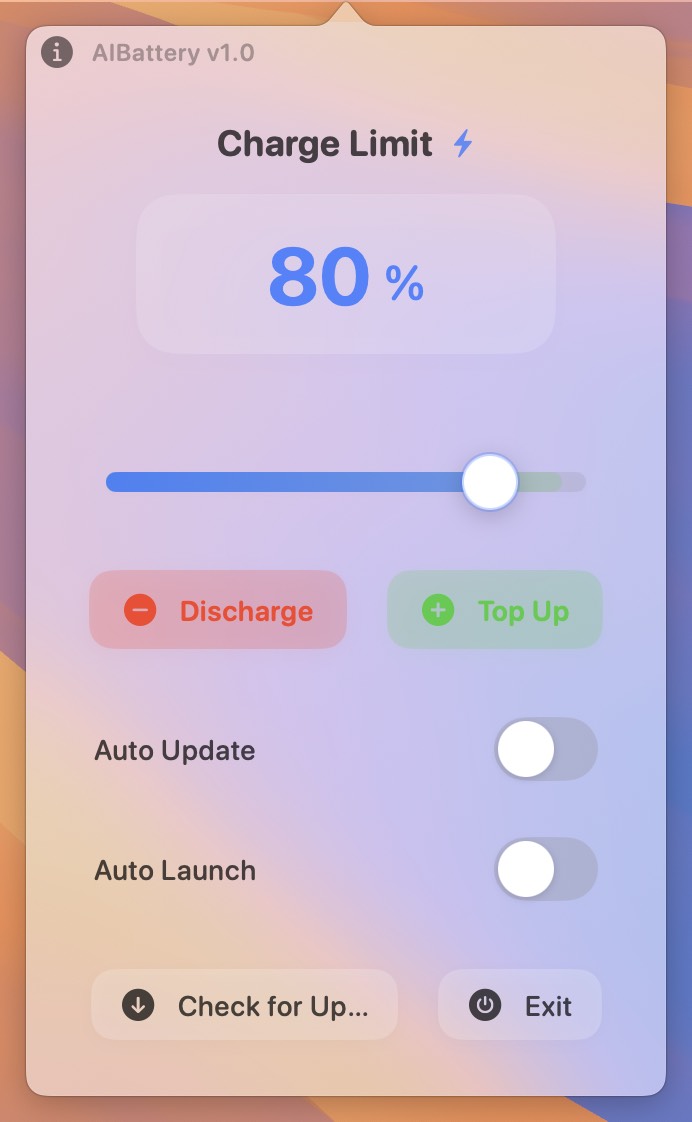 AlBattery v1.0
Charge Limit
80 %
Discharge
Top Up
Auto Update
Auto Launch
Check for Up...
Exit